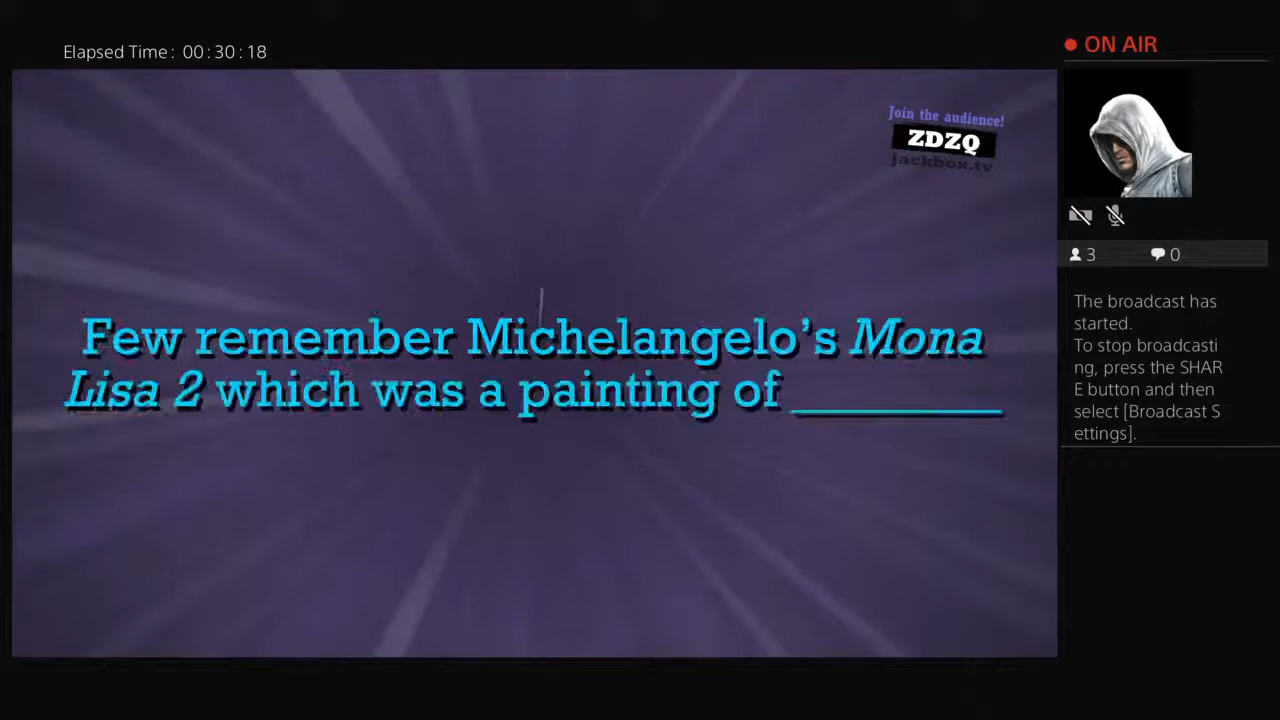 Elapsed Time: 00:30:18
ON AIR
Join the audience!
ZDZQ
jackbox.tv
Few remember Michelangelo's Mona
Lisa 2 which was a painting of ________
3 0
The broadcast has
started.
To stop broadcasti
ng, press the SHAR
E button and then
select [Broadcast S
ettings].